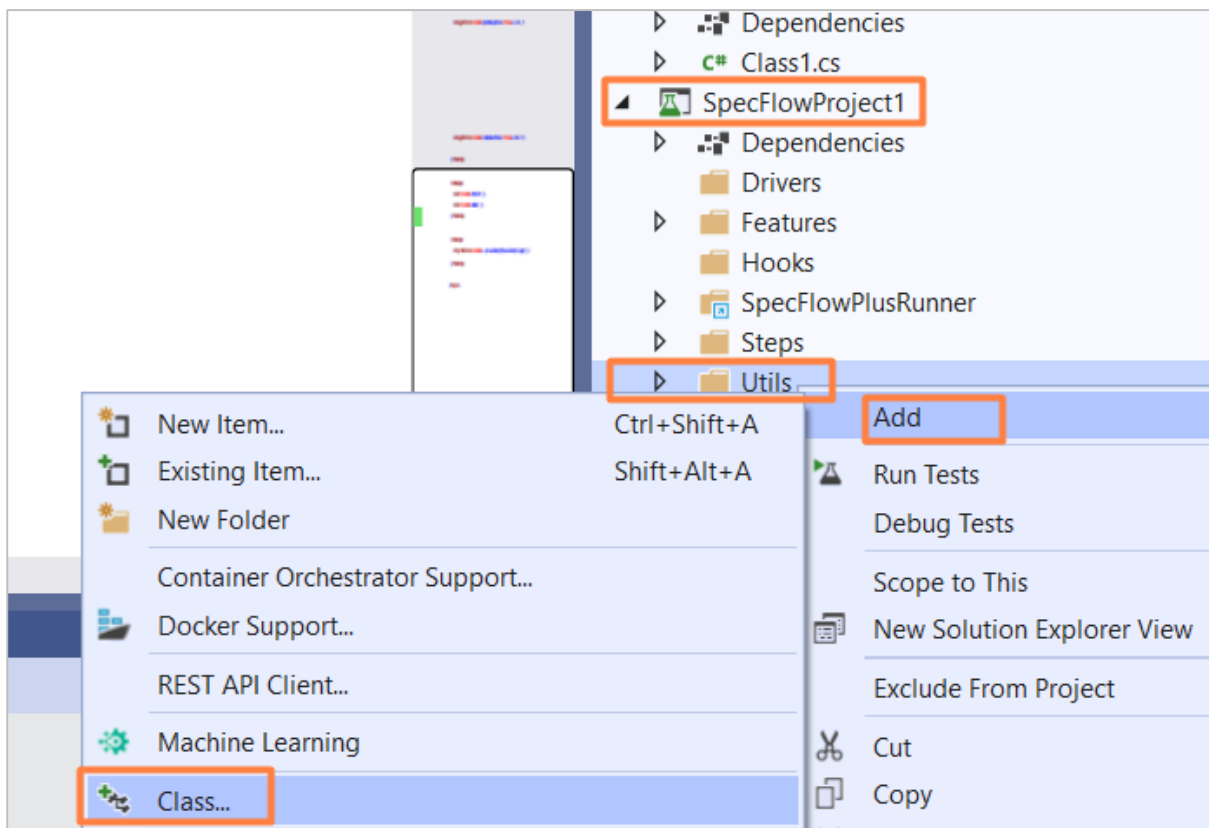 Dependencies
C# Class1.cs
SpecFlowProject1
Dependencies
Drivers
Features
Hooks
SpecFlowPlusRunner
Steps
Utils
New Item... Ctrl+Shift+A
Existing Item... Shift+Alt+A
New Folder
Container Orchestrator Support...
Docker Support...
REST API Client...
Machine Learning
Class...
Add
Run Tests
Debug Tests
Scope to This
New Solution Explorer View
Exclude From Project
Cut
Copy